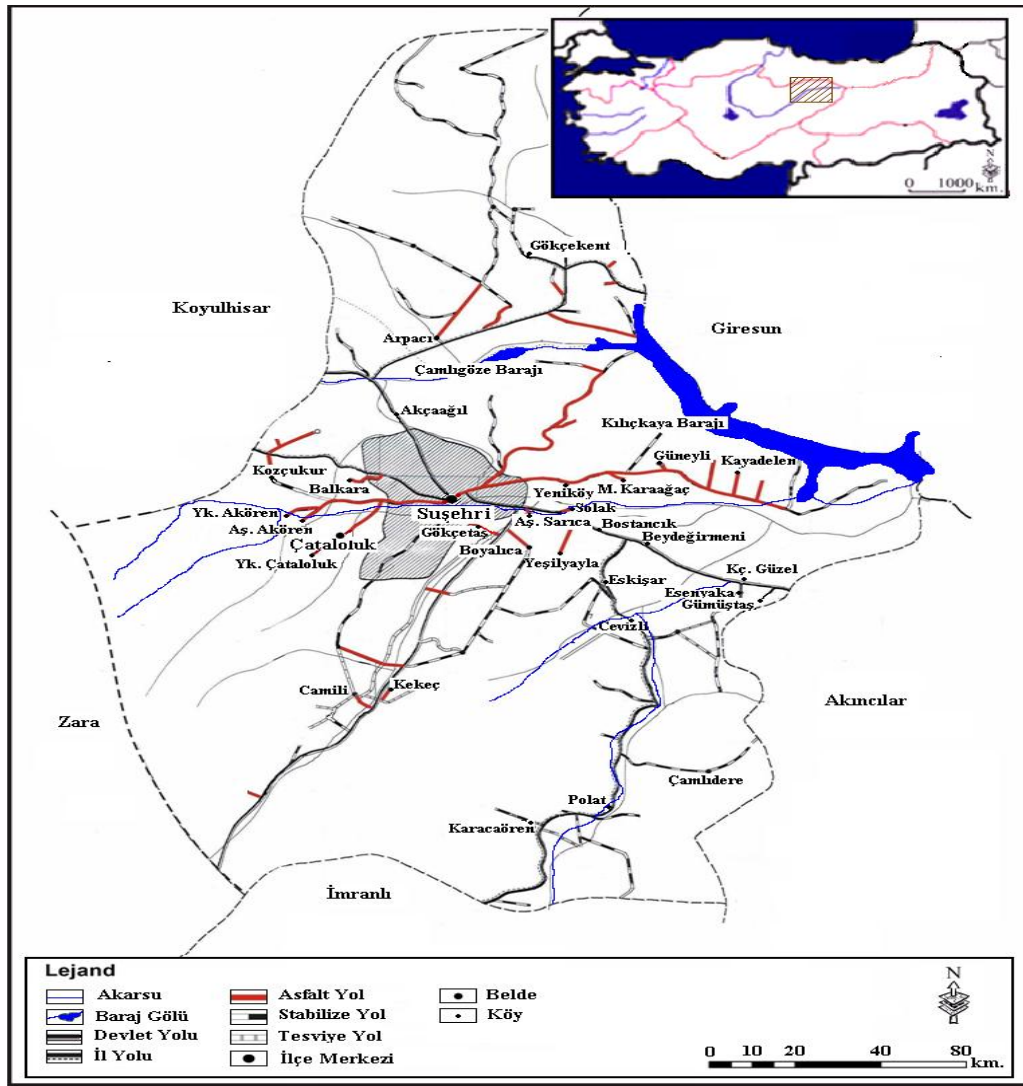 N
0 1000 km.
Gökçekent
Koyulhisar
Giresun
Arpacı
Çamlıgöze Barajı
Akçaağıl
Kılıçkaya Barajı
Güneyli
Kayadelen
Kozçukur
Balkara
Yeniköy
M. Karaağaç
Suşehri
Solak
Yk. Akören
Aş. Akören
Aş. Sarıca
Bostancık
Gökçetaş
Çataloluk
Boyalıca
Beydeğirmeni
Yk. Çataloluk
Yeşilyayla
Eskişar
Kç. Güzel
Esenyaka
Gümüştaş
Cevizli
Camili
Kekeç
Zara
Akıncılar
Çamlıdere
Polat
Karacaören
İmranlı
Lejand
Akarsu
Baraj Gölü
Devlet Yolu
İl Yolu
Asfalt Yol
Stabilize Yol
Tesviye Yol
İlçe Merkezi
Belde
Köy
N
0 10 20 40 80
km.